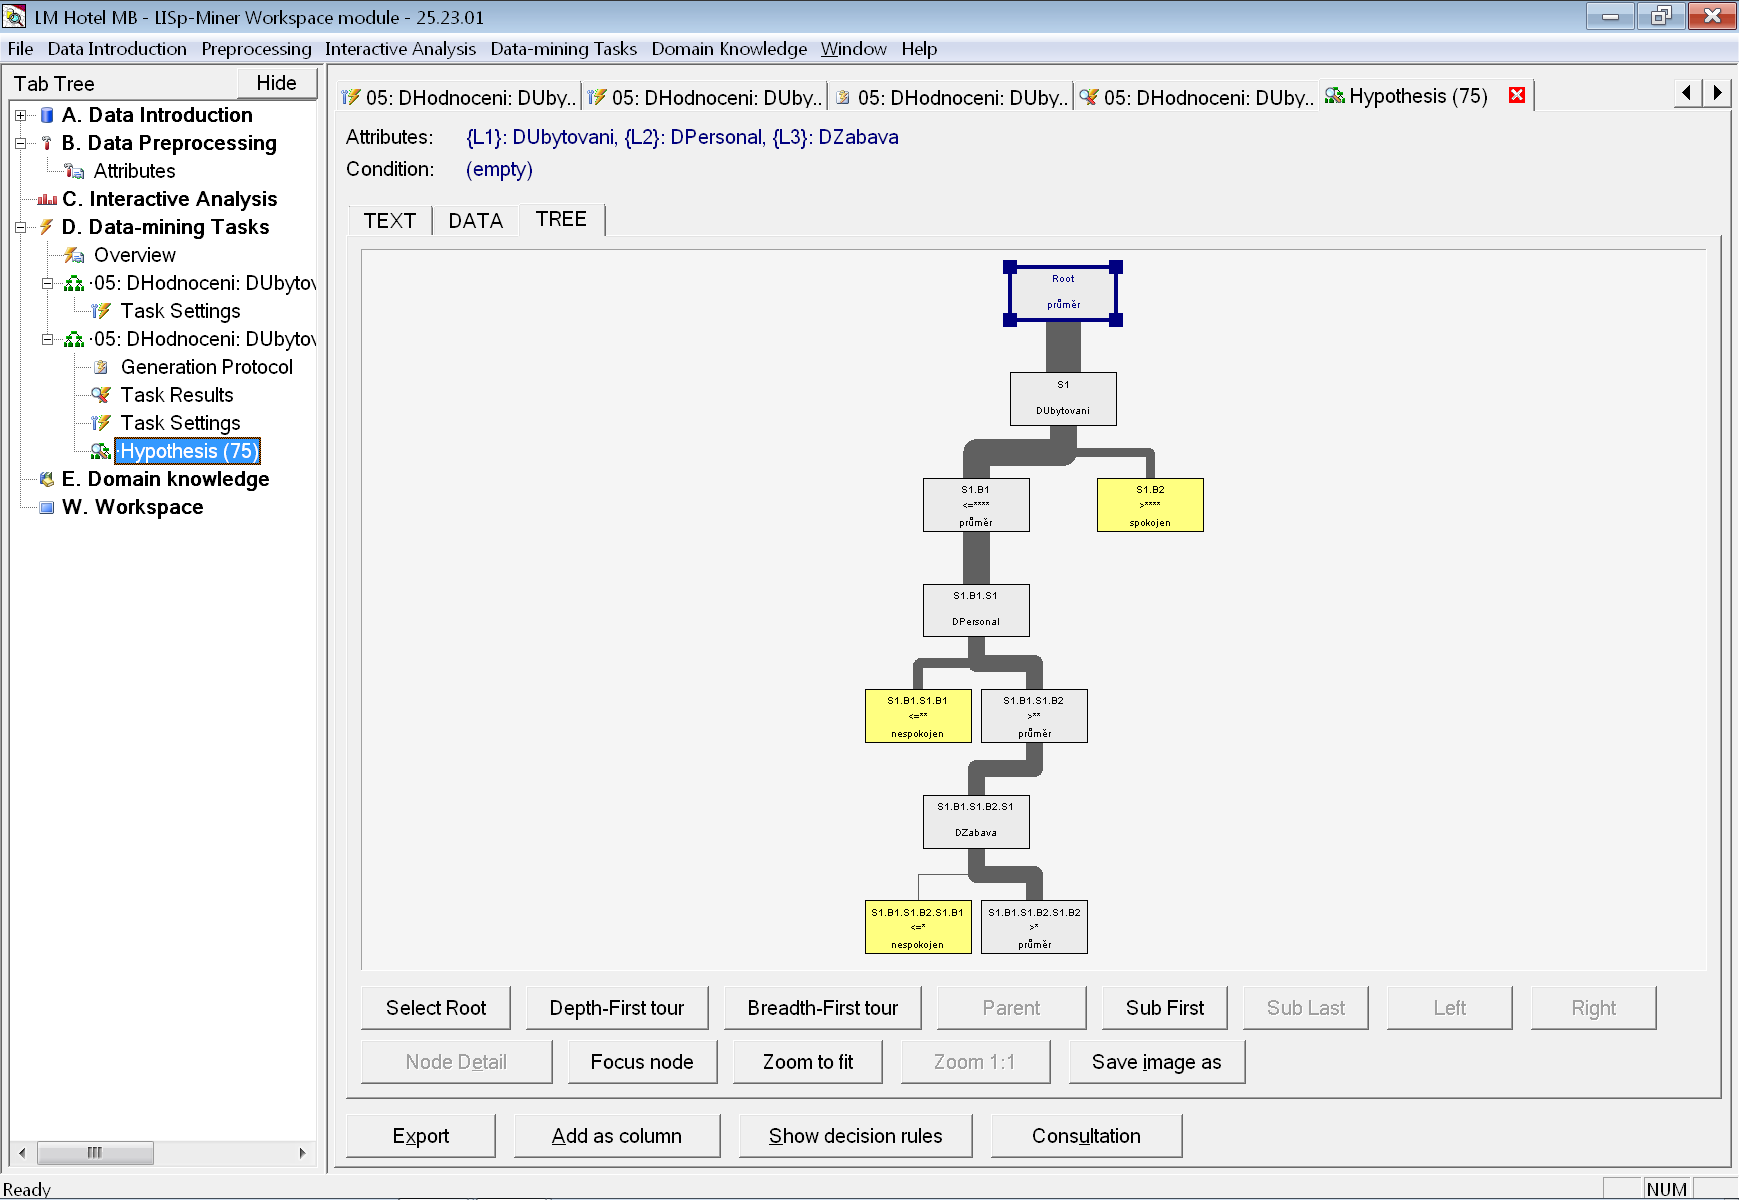 LM Hotel MB - LISp-Miner Workspace module - 25.23.01
File Data Introduction Preprocessing Interactive Analysis Data-mining Tasks Domain Knowledge Window Help
Tab Tree
Hide
A. Data Introduction
B. Data Preprocessing
Attributes
C. Interactive Analysis
D. Data-mining Tasks
Overview
·05: DHodnoceni: DUbytov
Task Settings
·05: DHodnoceni: DUbytov
Generation Protocol
Task Results
Task Settings
Hypothesis (75)
E. Domain knowledge
W. Workspace
05: DHodnoceni: DUby..
05: DHodnoceni: DUby..
05: DHodnoceni: DUby..
05: DHodnoceni: DUby..
Hypothesis (75)
Attributes: {L1}: DUbytovani, {L2}: DPersonal, {L3}: DZabava
Condition: (empty)
TEXT DATA TREE
Root
průměr
S1
DUbytovani
S1.B1
<=****
průměr
S1.B2
>****
spokojen
S1.B1.S1
DPersonal
S1.B1.S1.B1
<=**
nespokojen
S1.B1.S1.B2
>**
průměr
S1.B1.S1.B2.S1
DZabava
S1.B1.S1.B2.S1.B1
<=*
nespokojen
S1.B1.S1.B2.S1.B2
>*
průměr
Select Root Depth-First tour Breadth-First tour Parent Sub First Sub Last Left Right
Node Detail Focus node Zoom to fit Zoom 1:1 Save image as
Export Add as column Show decision rules Consultation
Ready
NUM